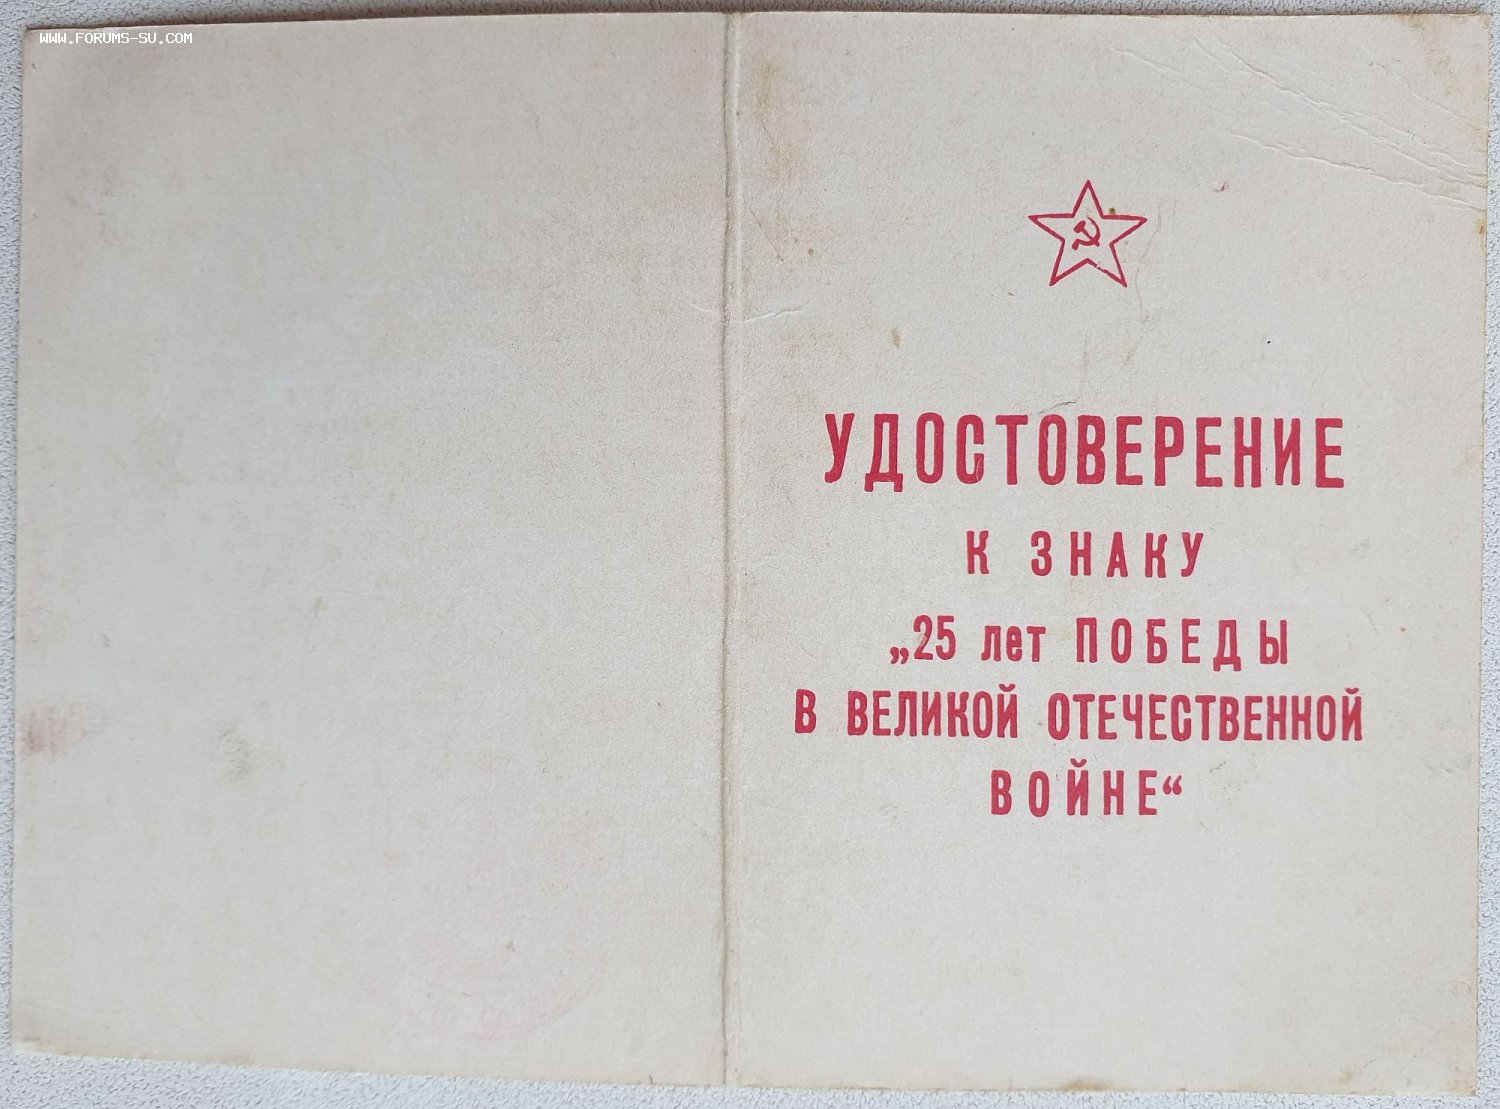 WWW.FORUMS-SU.COM
УДОСТОВЕРЕНИЕ
К ЗНАКУ
„25 лет ПОБЕДЫ
В ВЕЛИКОЙ ОТЕЧЕСТВЕННОЙ
ВОЙНЕ“